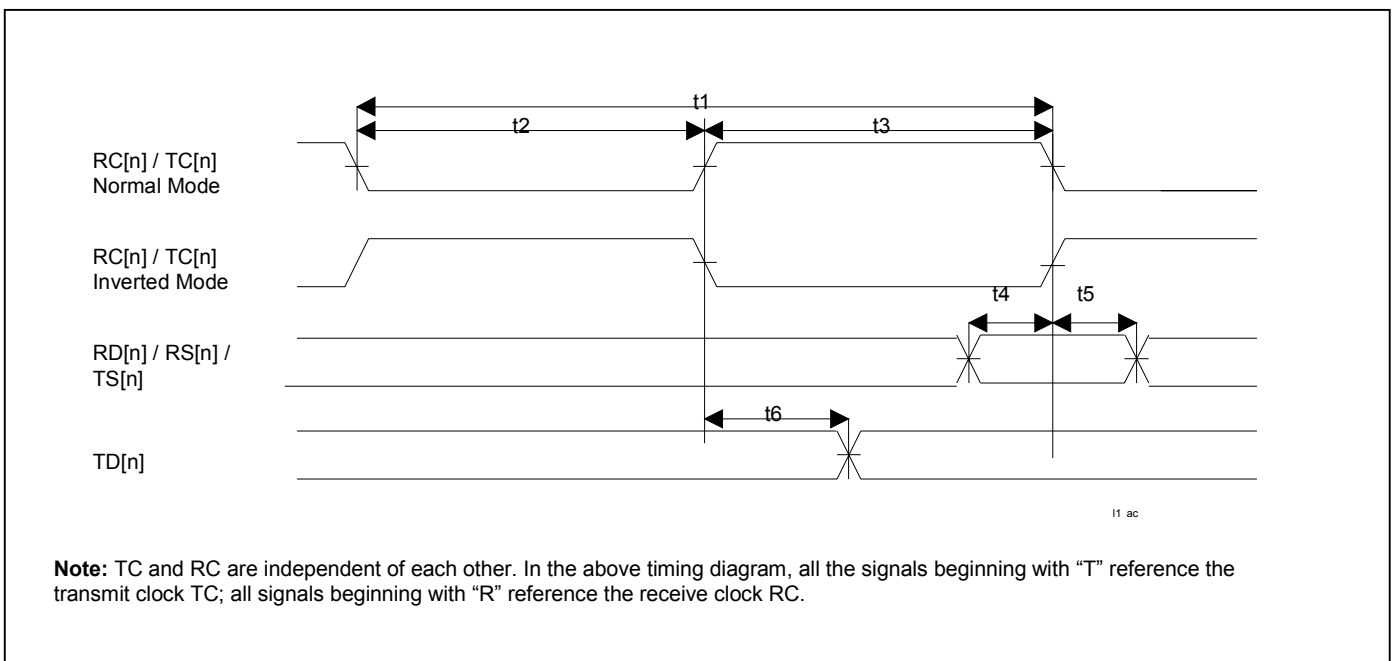 t1
t2 t3
RC[n] / TC[n]
Normal Mode
RC[n] / TC[n]
Inverted Mode
t4 t5
RD[n] / RS[n] /
TS[n]
t6
TD[n]
l1 ac
Note: TC and RC are independent of each other. In the above timing diagram, all the signals beginning with “T” reference the
transmit clock TC; all signals beginning with “R” reference the receive clock RC.